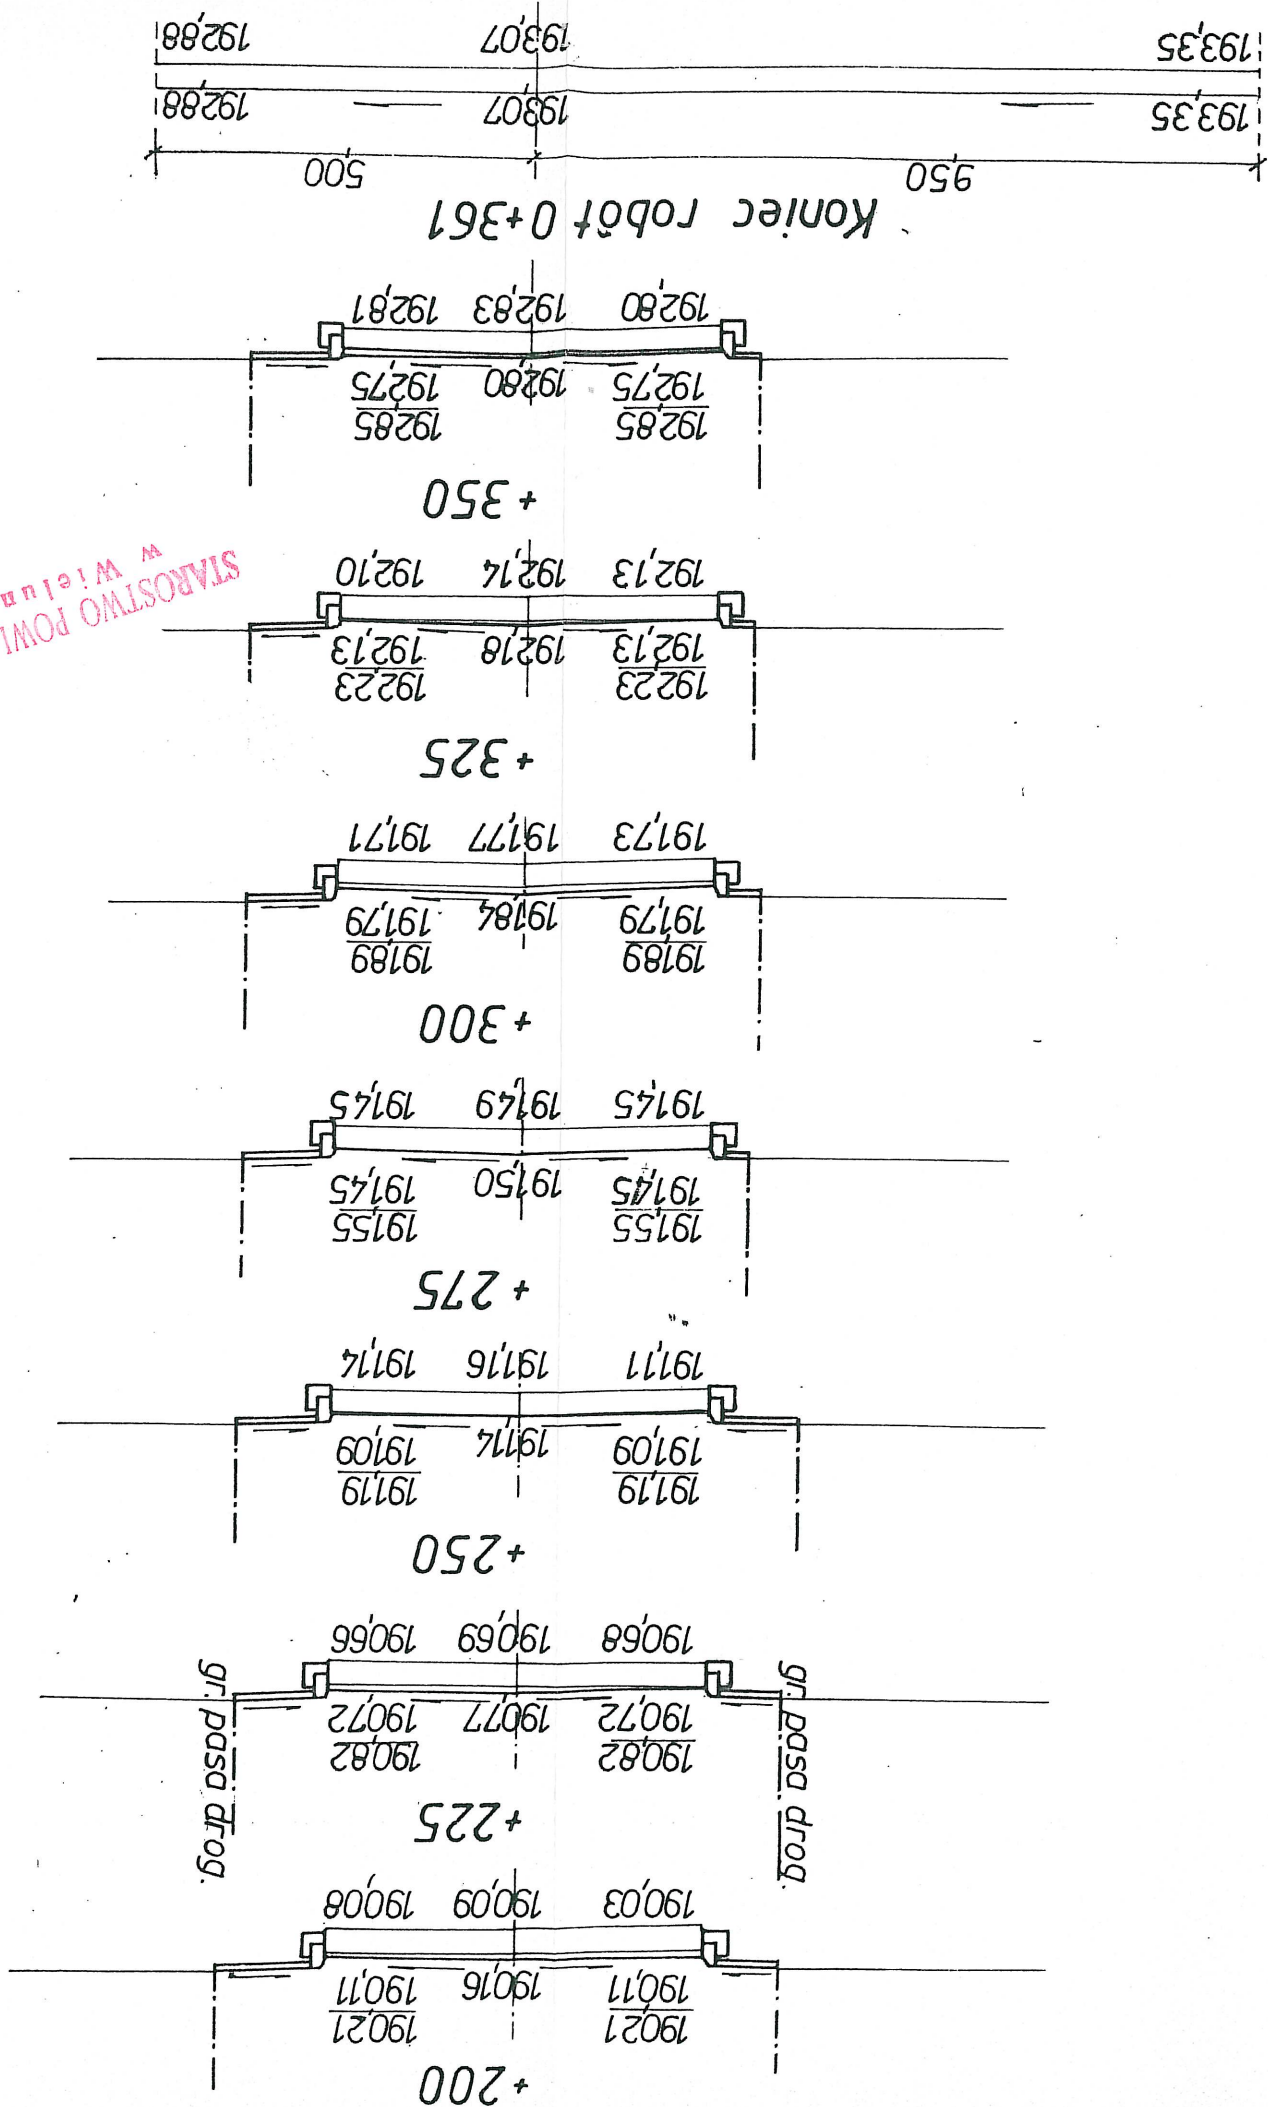 +200
190,21 190,21
190,11 190,16 190,11
190,03 190,09 190,08
+225
gr. pasa drog.
gr. pasa drog.
190,82 190,82
190,72 190,77 190,72
190,68 190,69 190,66
+250
191,19 191,19
191,09 191,14 191,09
191,11 191,16 191,14
+275
191,55 191,55
191,45 191,50 191,45
191,45 191,49 191,45
+300
191,89 191,89
191,79 191,84 191,79
191,73 191,77 191,71
+325
192,23 192,23
192,13 192,18 192,13
192,13 192,14 192,10
STAROSTWO POWI
w Wielun
+350
192,85 192,85
192,75 192,80 192,75
192,80 192,83 192,81
Koniec robót 0+361
950 500
193,35 193,07 192,88
193,35 193,07 192,88